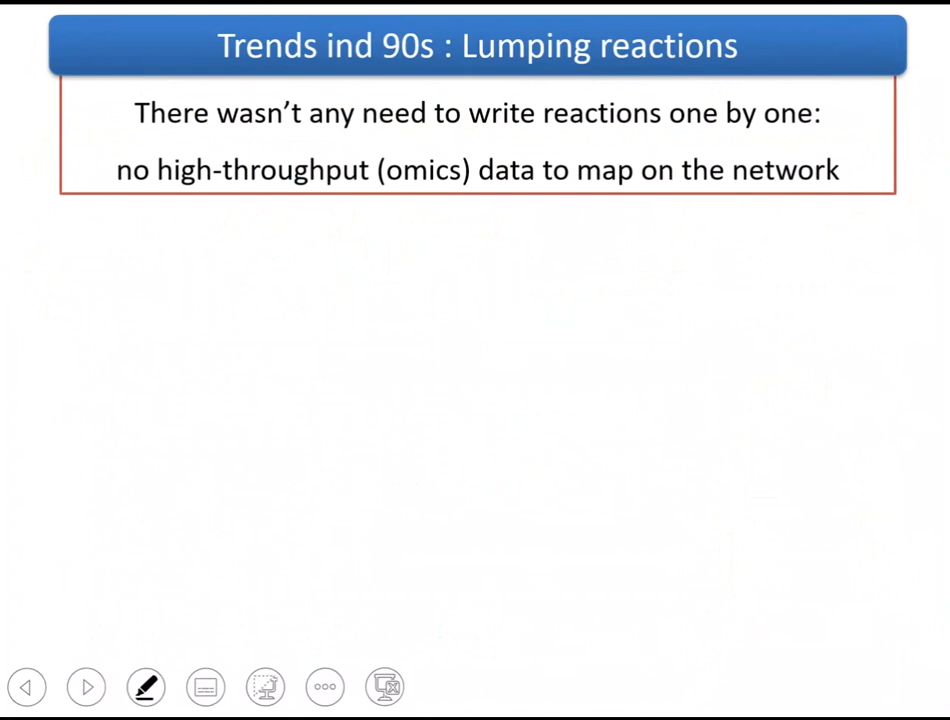 Trends ind 90s : Lumping reactions
There wasn’t any need to write reactions one by one:
no high-throughput (omics) data to map on the network